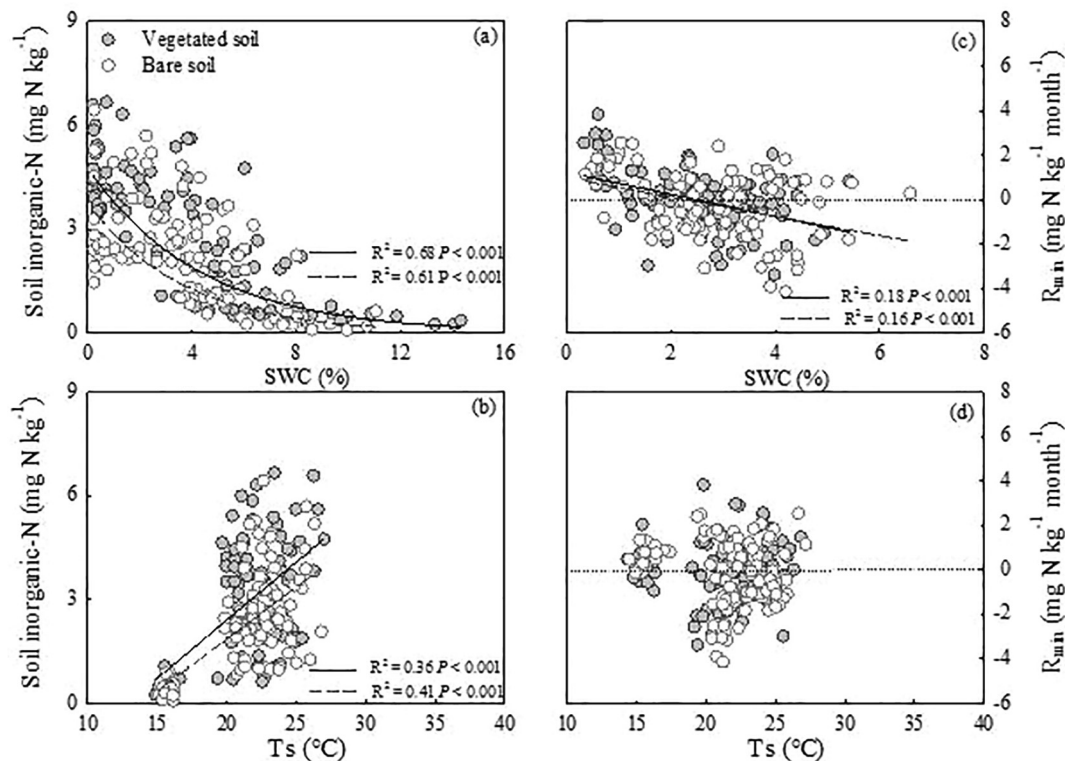 (a)
Vegetated soil
Bare soil
Soil inorganic-N (mg N kg⁻¹)
9
6
3
0
R² = 0.68 P < 0.001
R² = 0.61 P < 0.001
0 4 8 12 16
SWC (%)
(c)
8
6
4
2
0
-2
-4
-6
R min (mg N kg⁻¹ month⁻¹)
R² = 0.18 P < 0.001
R² = 0.16 P < 0.001
0 2 4 6 8
SWC (%)
(b)
Soil inorganic-N (mg N kg⁻¹)
9
6
3
0
R² = 0.36 P < 0.001
R² = 0.41 P < 0.001
10 15 20 25 30 35 40
Ts (°C)
(d)
8
6
4
2
0
-2
-4
-6
R min (mg N kg⁻¹ month⁻¹)
10 15 20 25 30 35 40
Ts (°C)